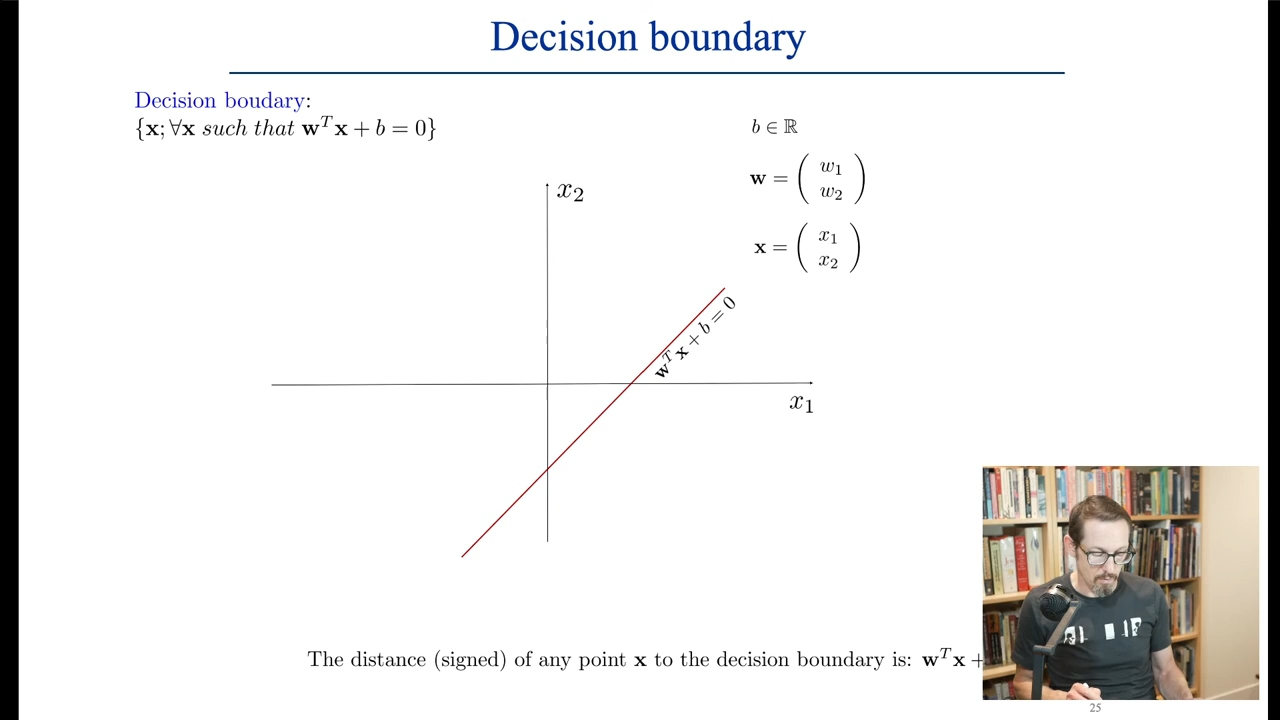 Decision boundary
Decision boudary:
{x; ∀x such that wᵀx + b = 0}
b ∈ ℝ
w = ( w₁
w₂ )
x = ( x₁
x₂ )
x₂
wᵀx + b = 0
x₁
The distance (signed) of any point x to the decision boundary is: wᵀx +
25